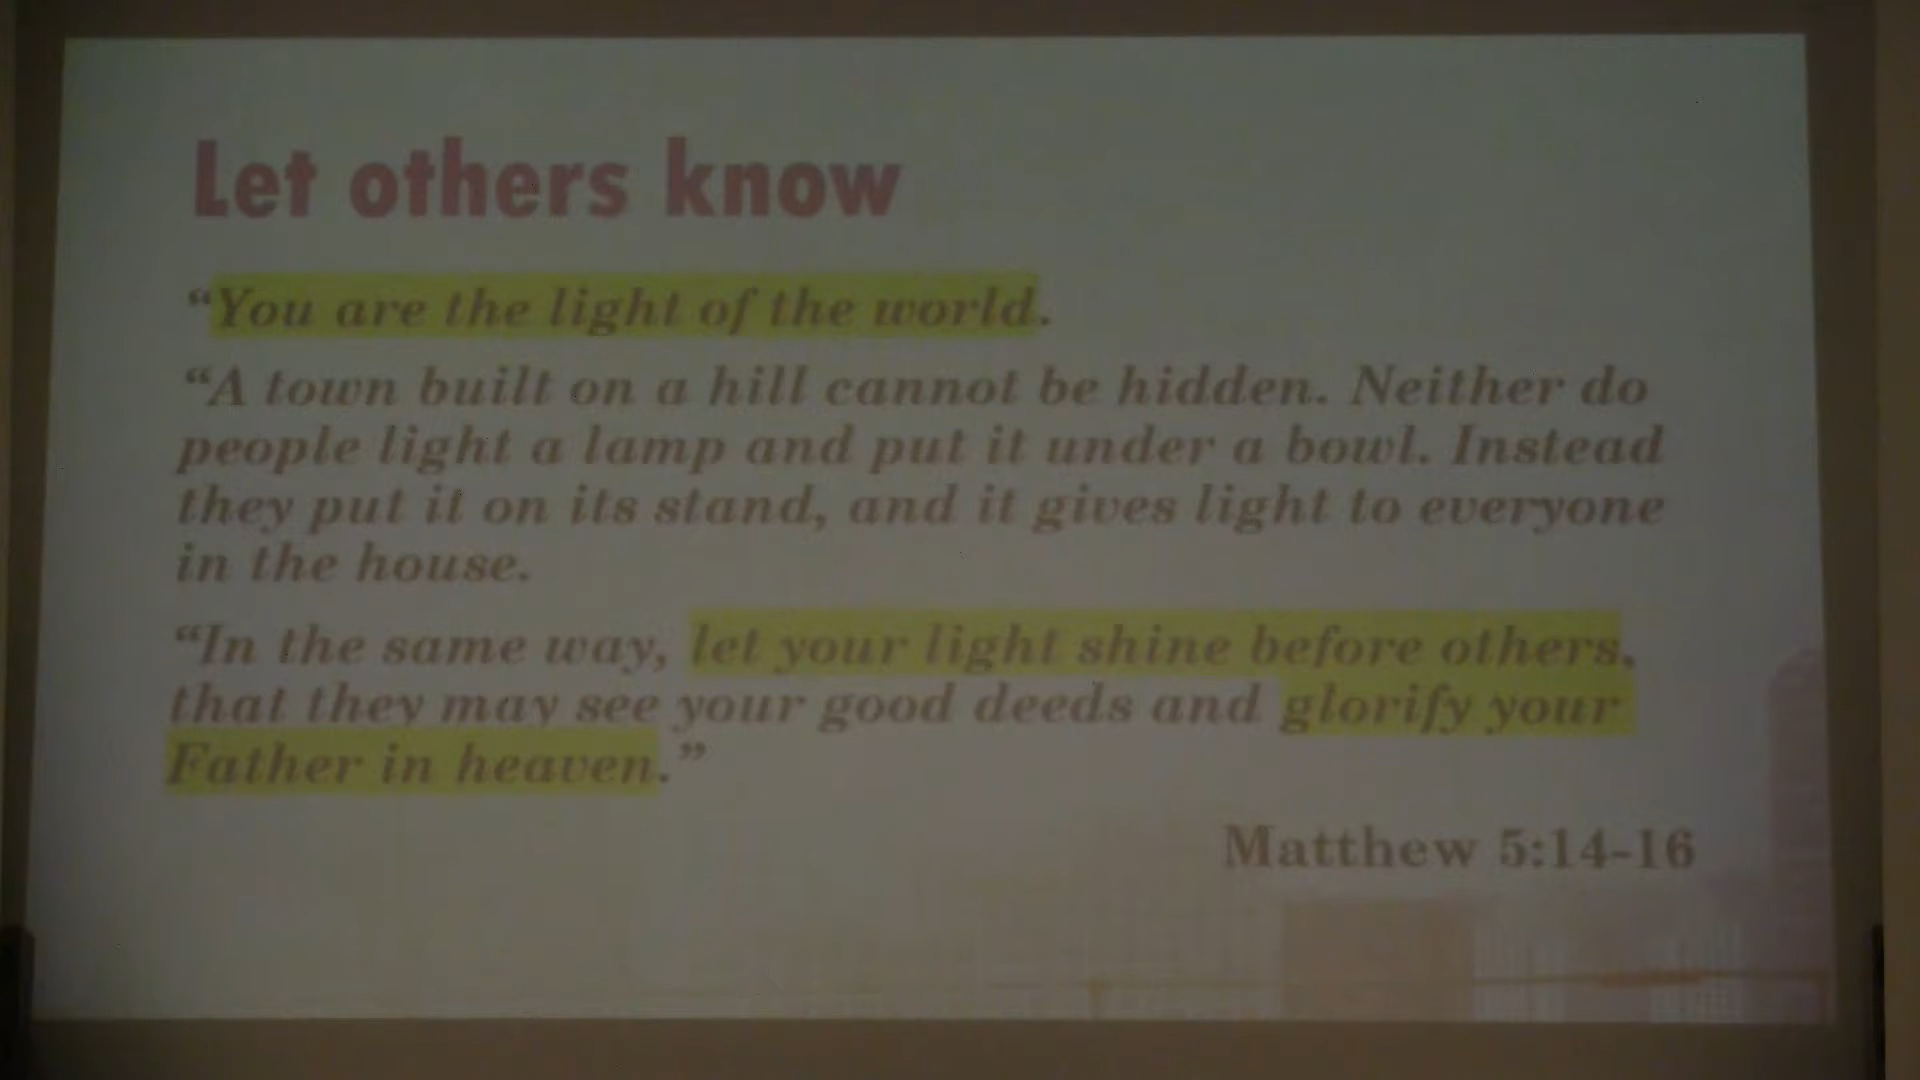 Let others know
“You are the light of the world.
“A town built on a hill cannot be hidden. Neither do
people light a lamp and put it under a bowl. Instead
they put it on its stand, and it gives light to everyone
in the house.
“In the same way, let your light shine before others,
that they may see your good deeds and glorify your
Father in heaven.”
Matthew 5:14-16